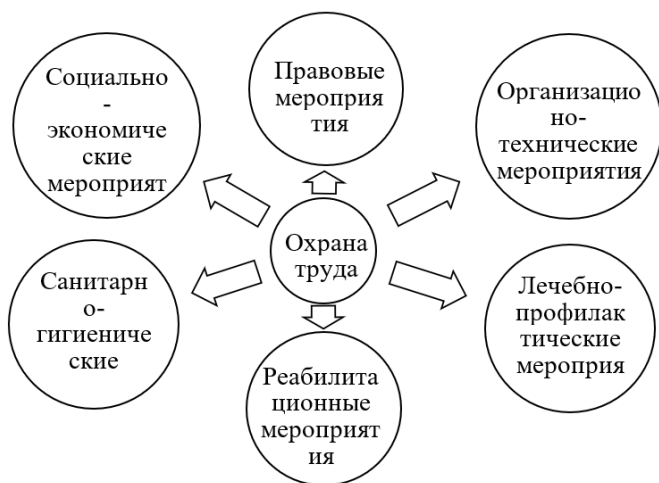 Социально
-
экономиче
ские
мероприят
Правовые
мероприя
тия
Организацио
но-
технические
мероприятия
Охрана
труда
Санитарн
о-
гигиениче
ские
Реабилита
ционные
мероприят
ия
Лечебно-
профилак
тические
мероприя